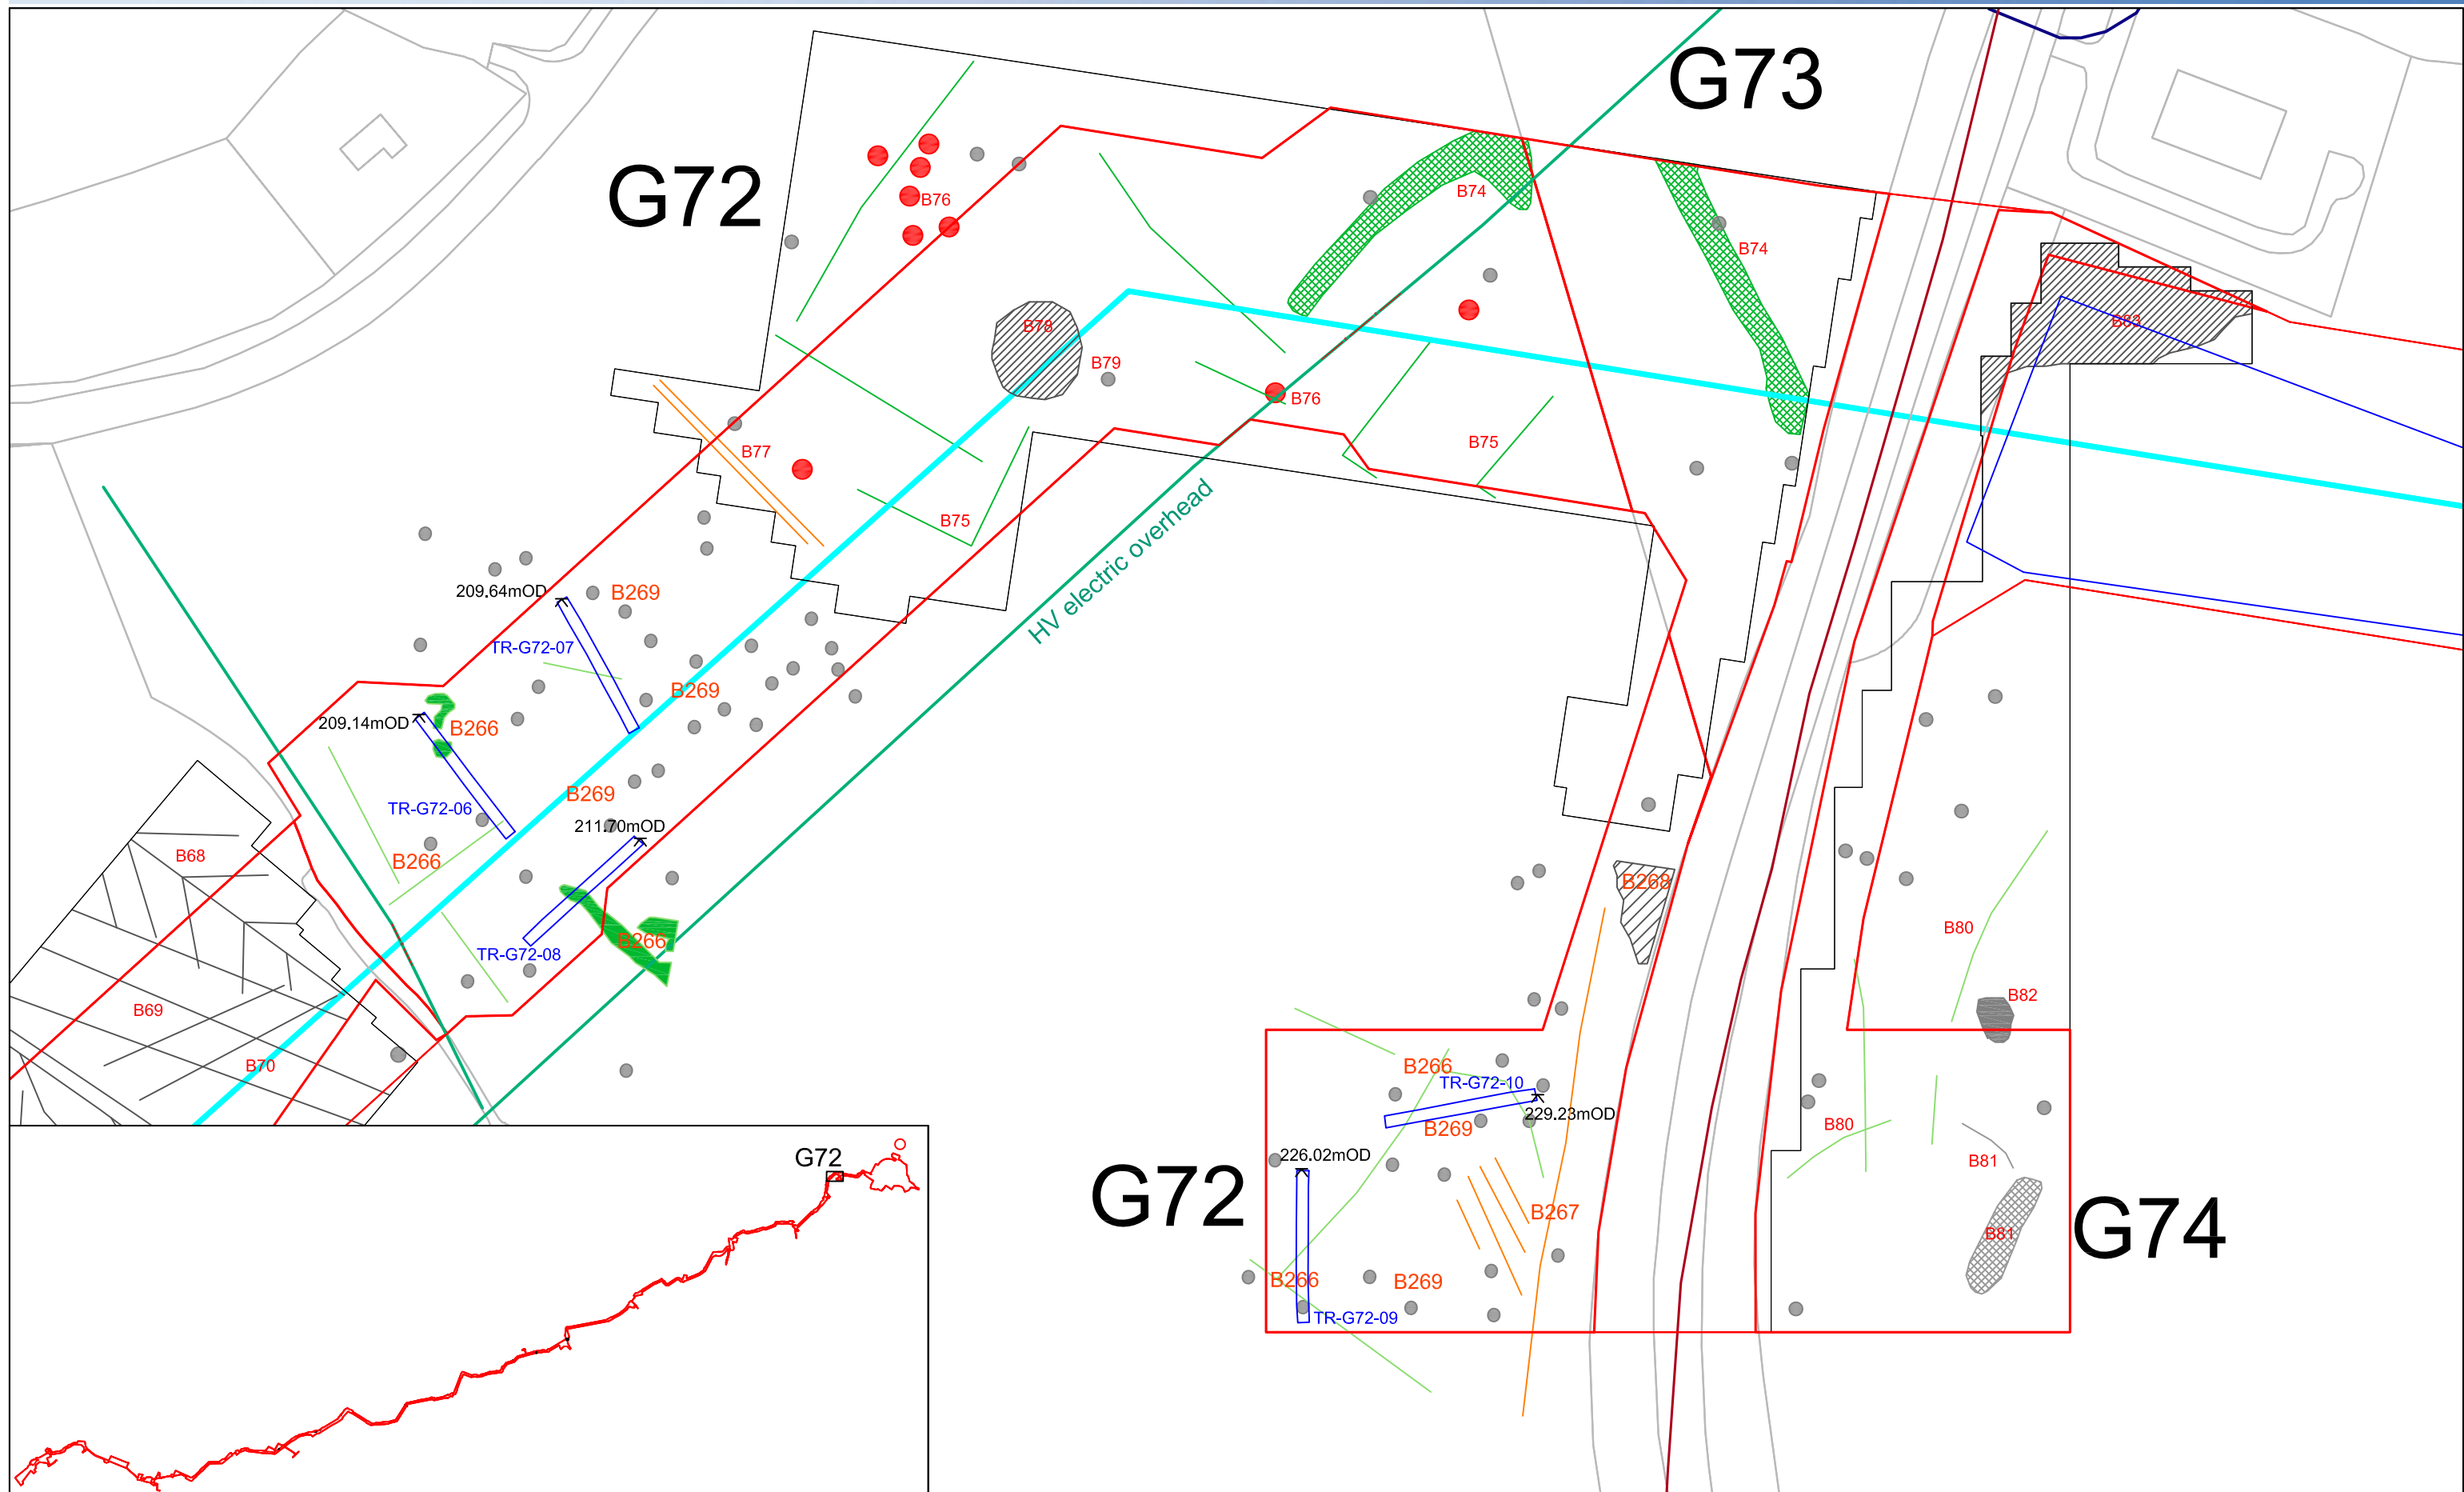 G73
G72
B74
B76
B74
B78
B83
B79
B76
B75
B77
B75
HV electric overhead
209.64mOD
B269
TR-G72-07
B269
209.14mOD
B266
B269
TR-G72-06
211.70mOD
B266
B68
B268
B80
B266
TR-G72-08
B82
B69
B70
B266
TR-G72-10
229.23mOD
B269
B80
G72
226.02mOD
B81
G72
B267
B81
G74
B266
B269
TR-G72-09